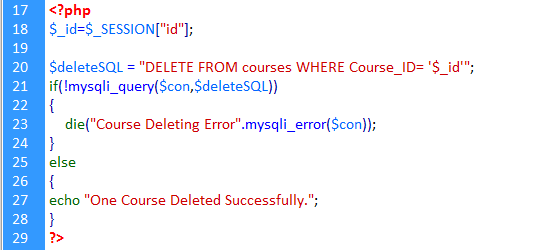 17 <?php
18 $_id=$_SESSION["id"];
19
20 $deleteSQL = "DELETE FROM courses WHERE Course_ID= '$_id'";
21 if(!mysqli_query($con,$deleteSQL))
22 {
23 die("Course Deleting Error".mysqli_error($con));
24 }
25 else
26 {
27 echo "One Course Deleted Successfully.";
28 }
29 ?>